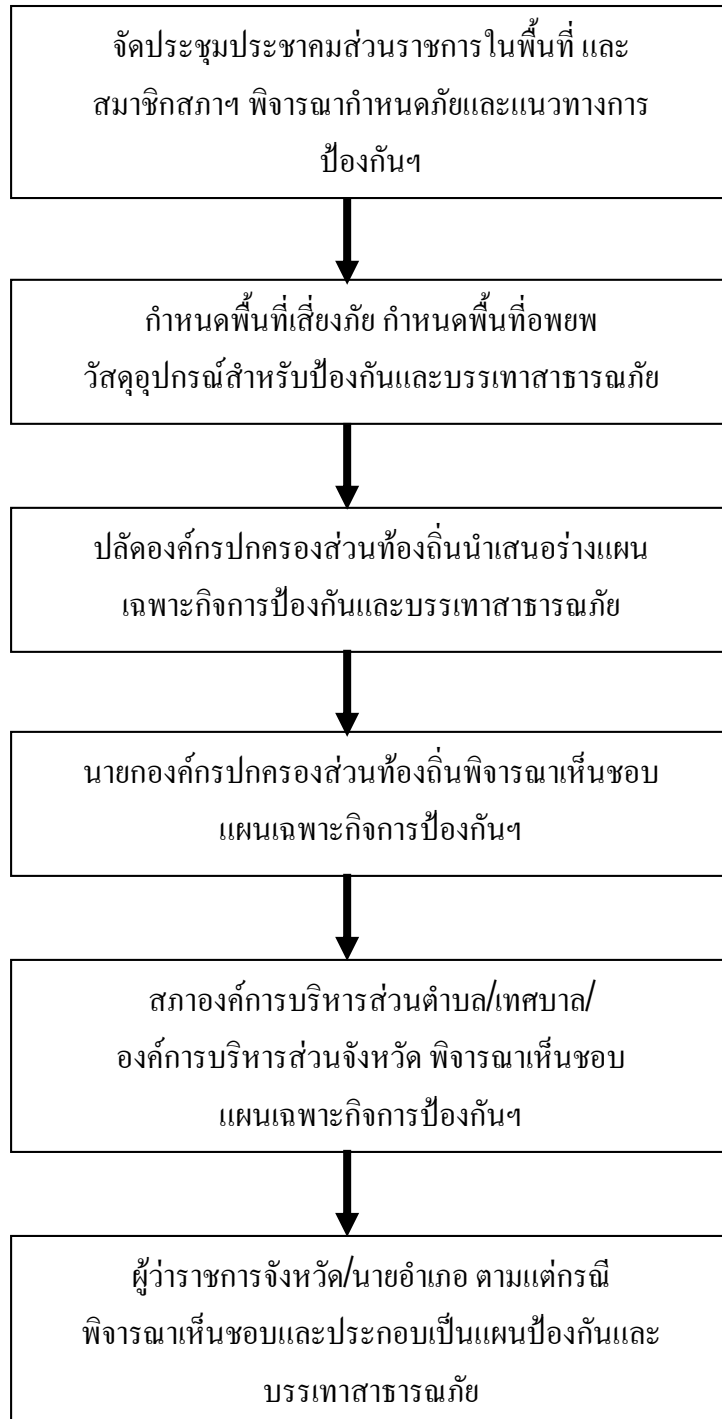 จัดประชุมประชาคมส่วนราชการในพื้นที่ และ
สมาชิกสภาฯ พิจารณากำหนดภัยและแนวทางการ
ป้องกันฯ
กำหนดพื้นที่เสี่ยงภัย กำหนดพื้นที่อพยพ
วัสดุอุปกรณ์สำหรับป้องกันและบรรเทาสาธารณภัย
ปลัดองค์กรปกครองส่วนท้องถิ่นนำเสนอร่างแผน
เฉพาะกิจการป้องกันและบรรเทาสาธารณภัย
นายกองค์กรปกครองส่วนท้องถิ่นพิจารณาเห็นชอบ
แผนเฉพาะกิจการป้องกันฯ
สภาองค์การบริหารส่วนตำบล/เทศบาล/
องค์การบริหารส่วนจังหวัด พิจารณาเห็นชอบ
แผนเฉพาะกิจการป้องกันฯ
ผู้ว่าราชการจังหวัด/นายอำเภอ ตามแต่กรณี
พิจารณาเห็นชอบและประกอบเป็นแผนป้องกันและ
บรรเทาสาธารณภัย